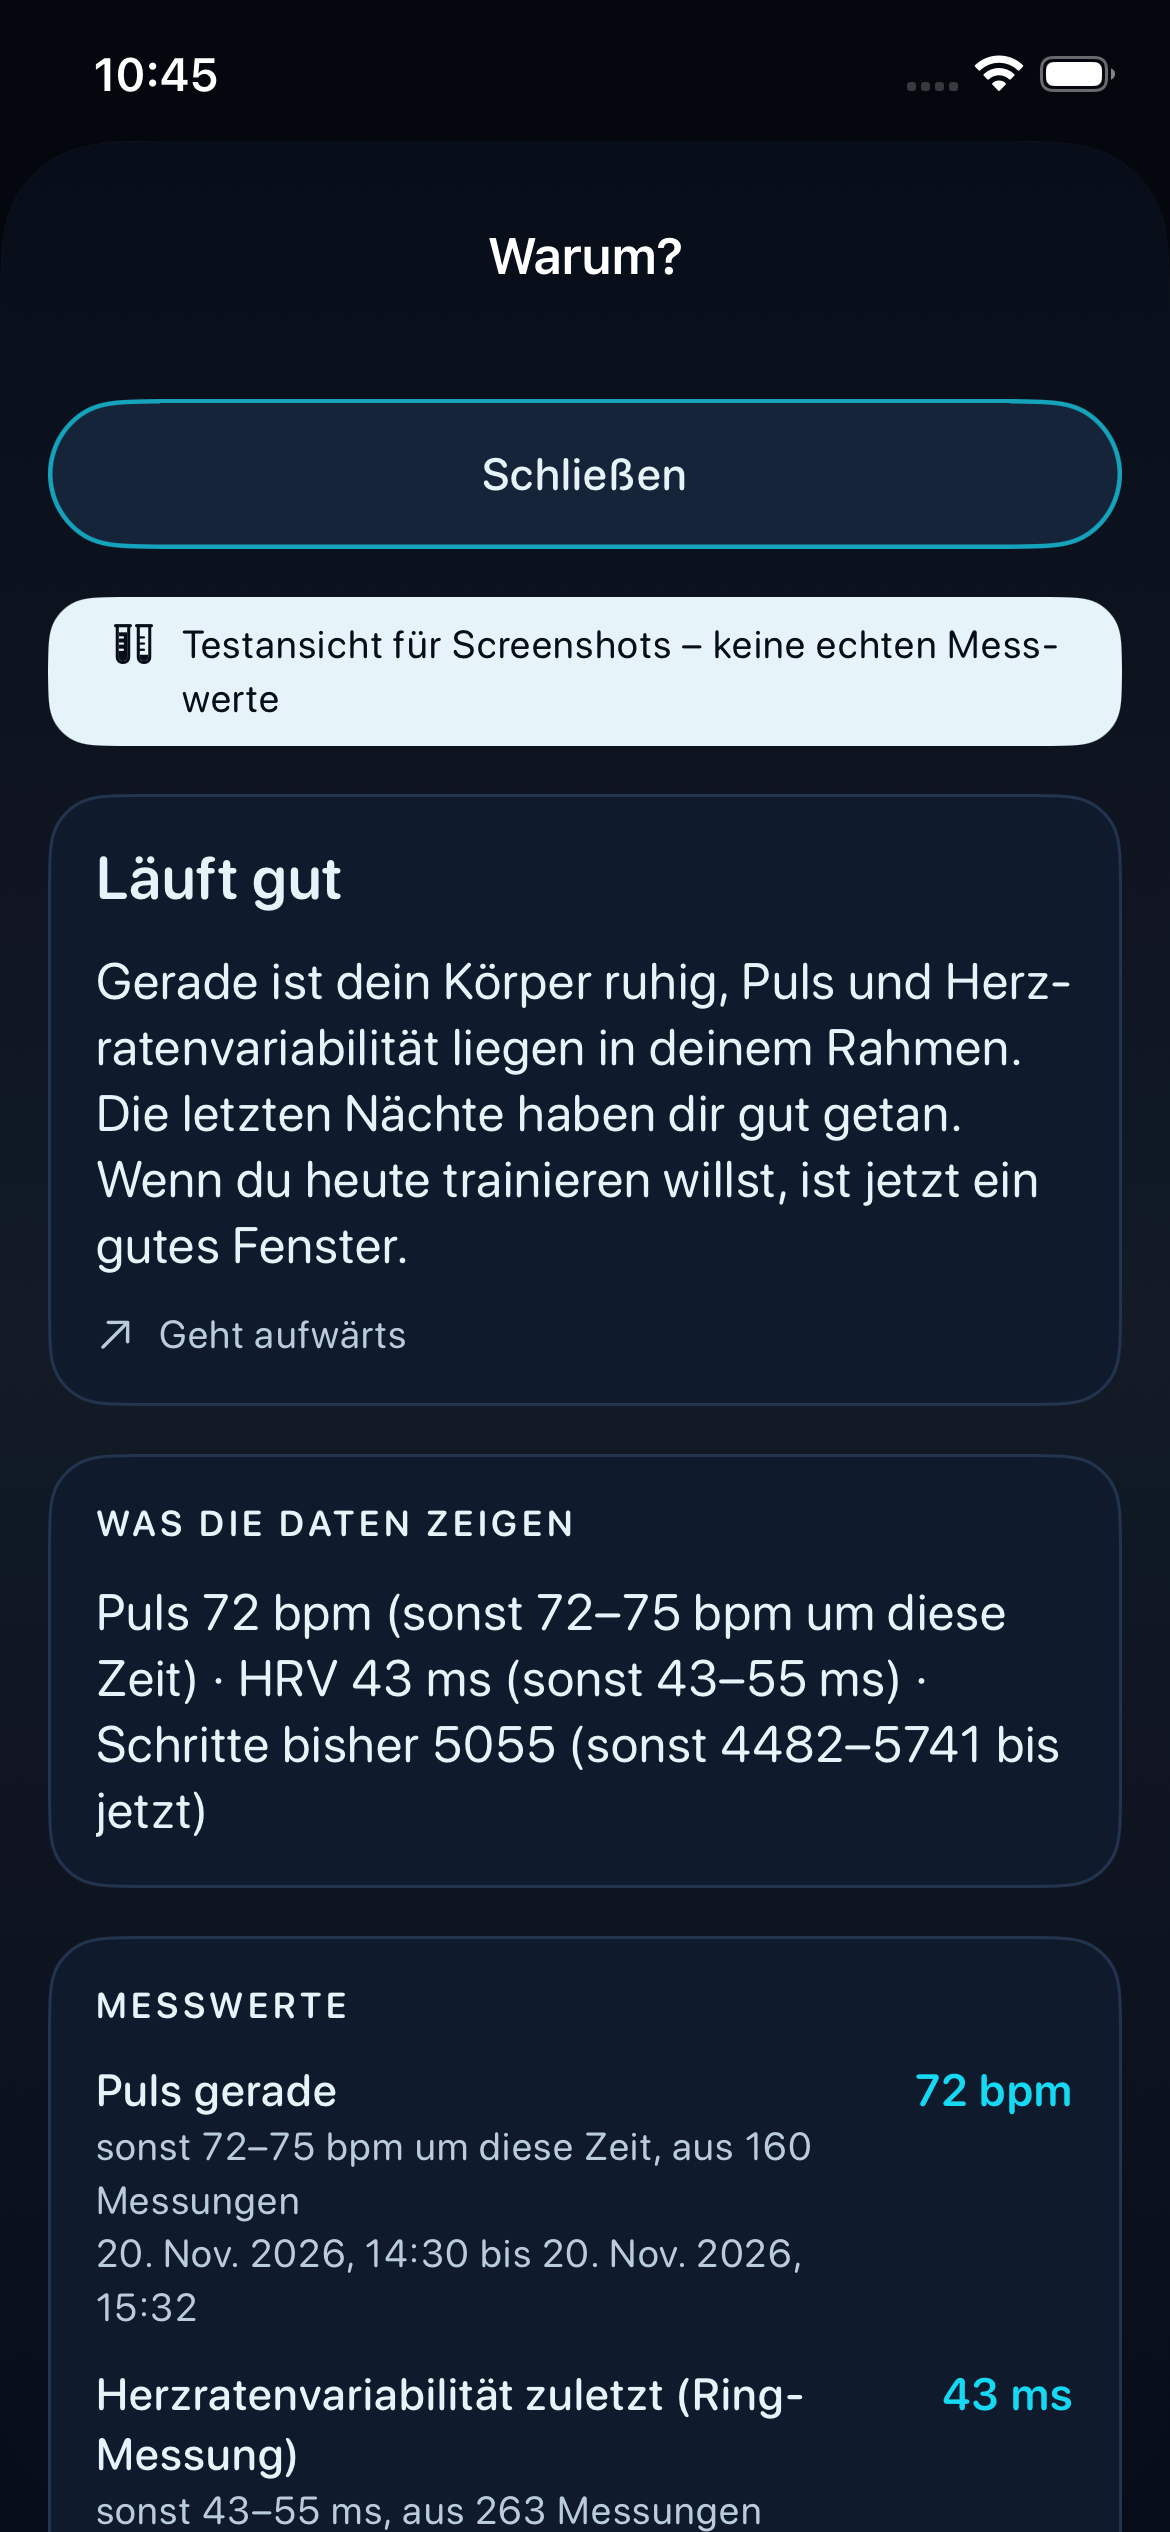 10:45
Warum?
Schließen
Testansicht für Screenshots – keine echten Mess-
werte
Läuft gut
Gerade ist dein Körper ruhig, Puls und Herz-
ratenvariabilität liegen in deinem Rahmen.
Die letzten Nächte haben dir gut getan.
Wenn du heute trainieren willst, ist jetzt ein
gutes Fenster.
Geht aufwärts
WAS DIE DATEN ZEIGEN
Puls 72 bpm (sonst 72–75 bpm um diese
Zeit) · HRV 43 ms (sonst 43–55 ms) ·
Schritte bisher 5055 (sonst 4482–5741 bis
jetzt)
MESSWERTE
Puls gerade 72 bpm
sonst 72–75 bpm um diese Zeit, aus 160
Messungen
20. Nov. 2026, 14:30 bis 20. Nov. 2026,
15:32
Herzratenvariabilität zuletzt (Ring- 43 ms
Messung)
sonst 43–55 ms, aus 263 Messungen